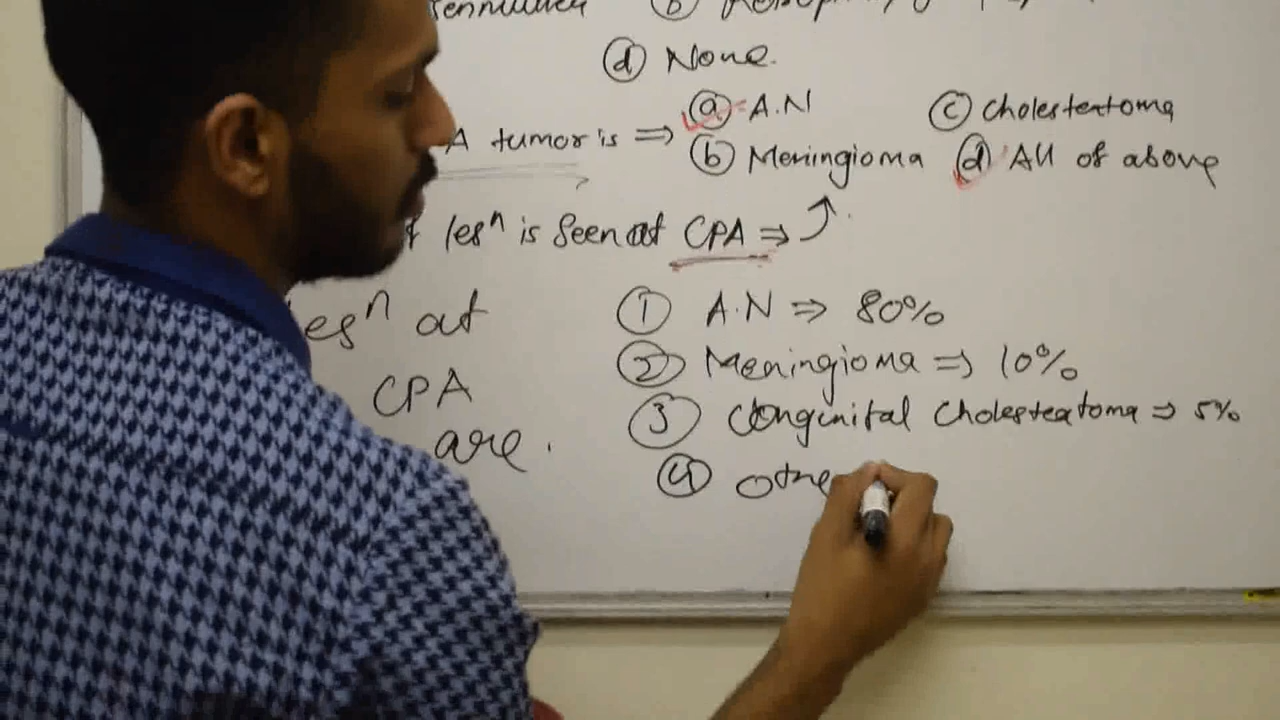 ⓑ
ⓓ None.
ⓐ A.N ⓒ Cholesteatoma
A tumor is ⇒ ⓑ Meningioma ⓓ All of above
lesⁿ is seen at CPA ⇒
lesⁿ at ① A.N ⇒ 80%
② Meningioma ⇒ 10%
CPA ③ Congenital Cholesteatoma ⇒ 5%
are. ④ othe